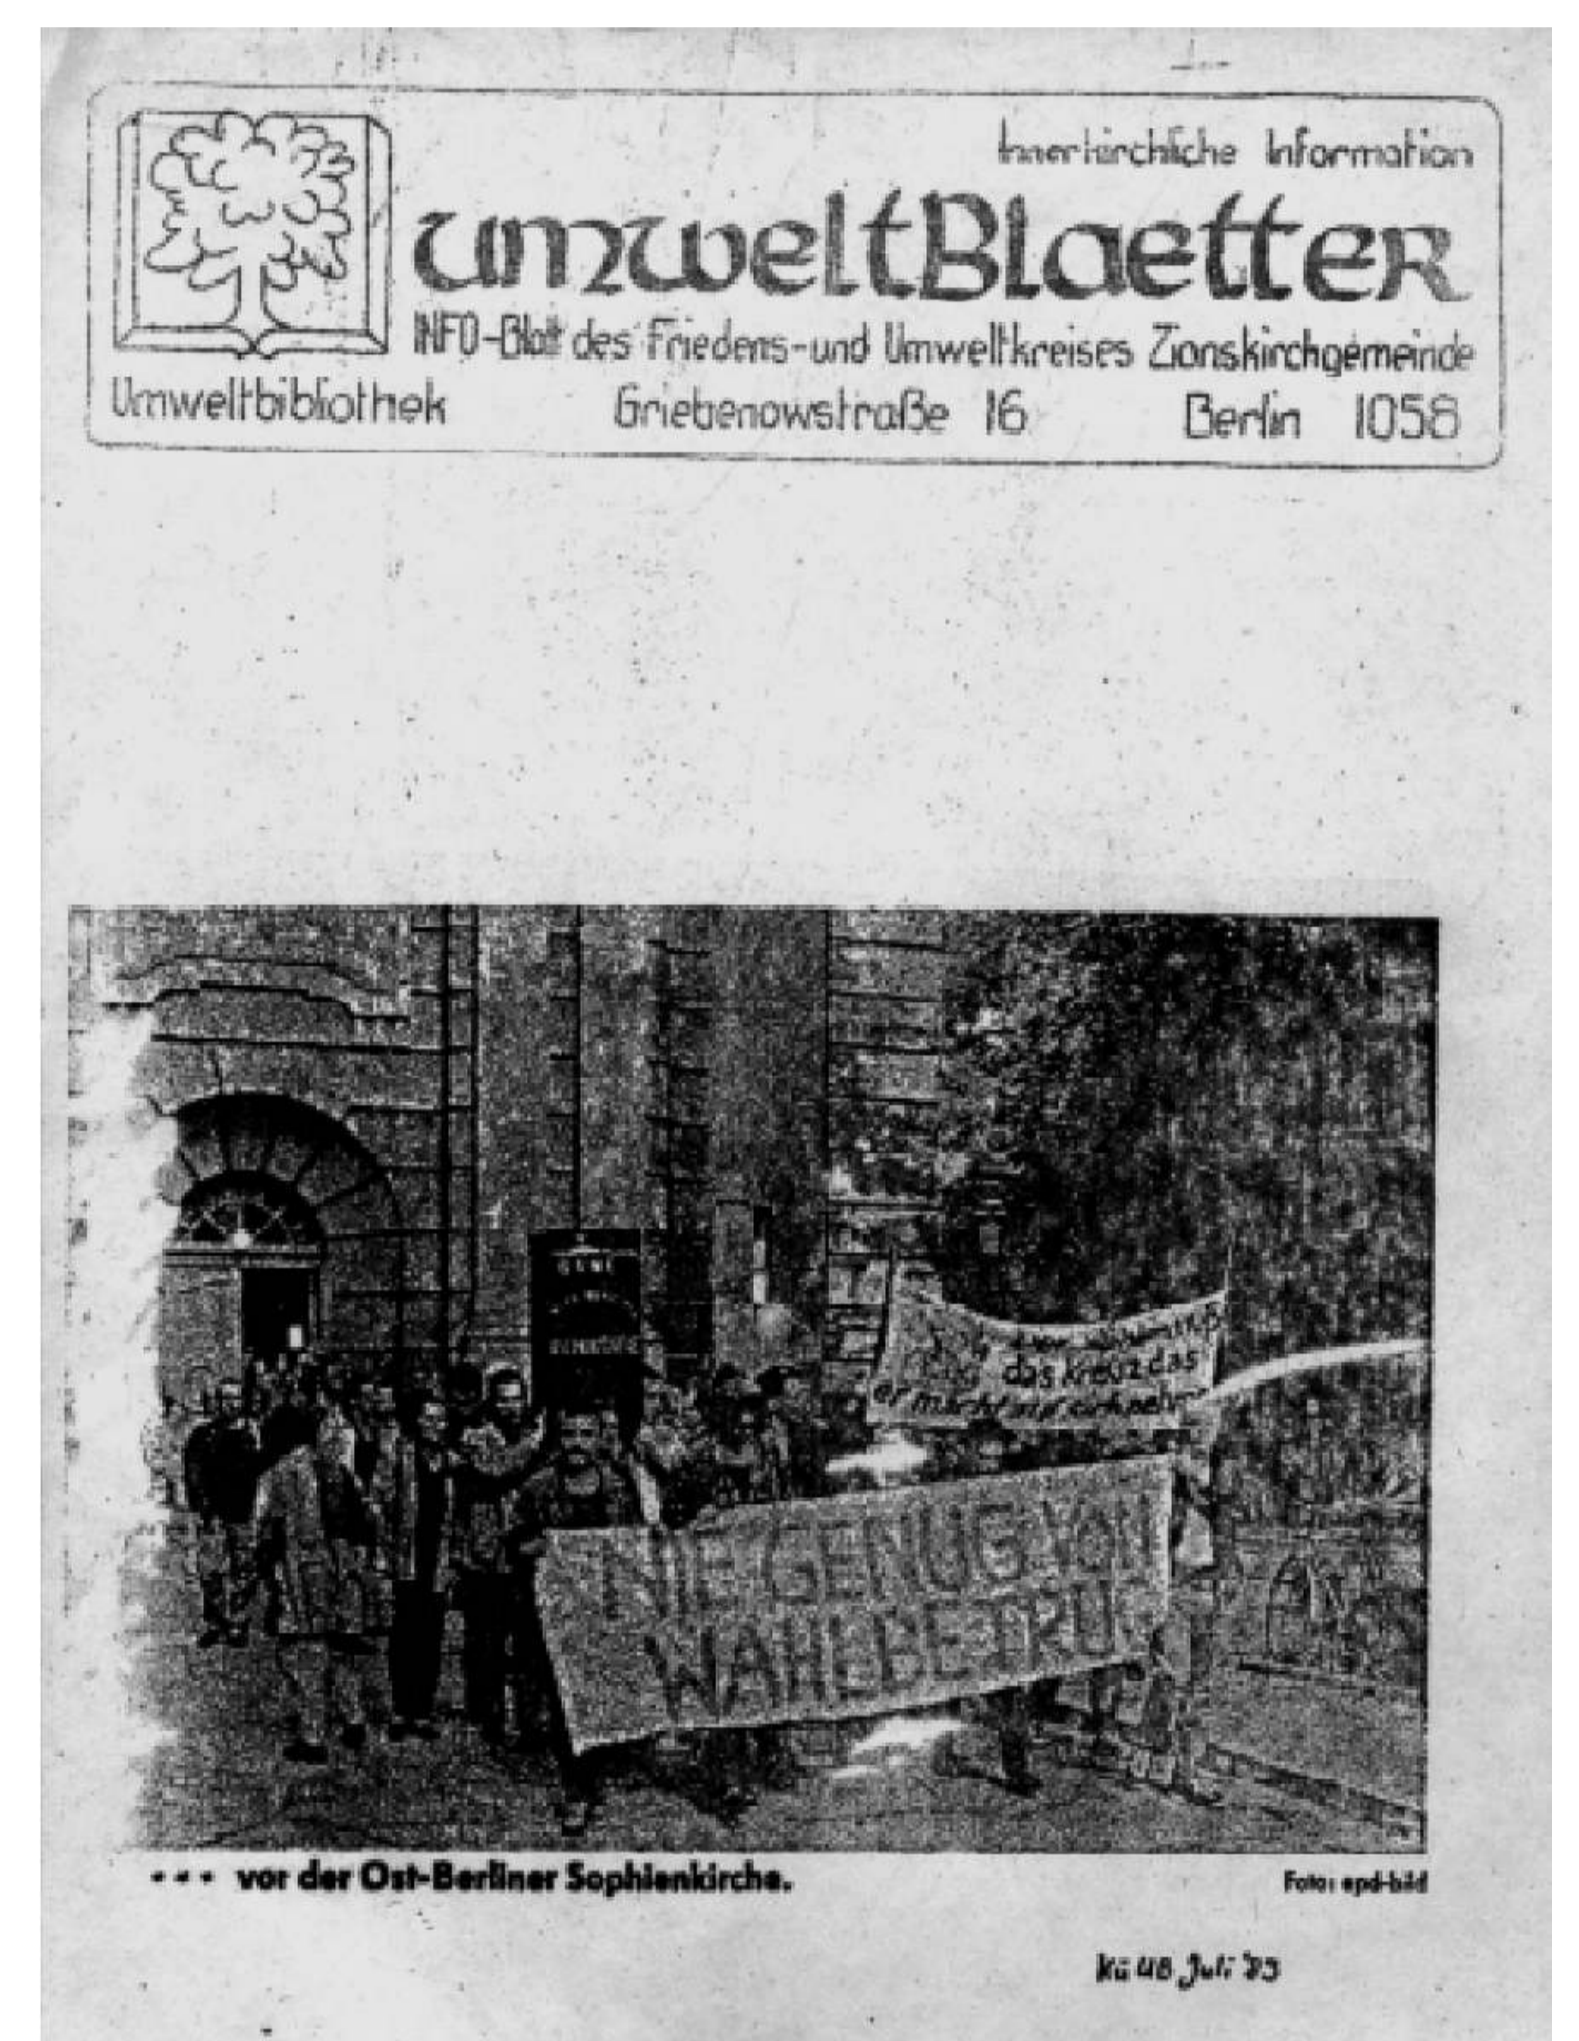 Innerkirchliche Information
umweltBlaetter
INFO-Blatt des Friedens-und Umweltkreises Zionskirchgemeinde
Umweltbibliothek Griebenowstraße 16 Berlin 1058
das Kreuz das
NIE GENUG VON
WAHLBETRUG
... vor der Ost-Berliner Sophienkirche.
Foto: epd-bild
UB Juli